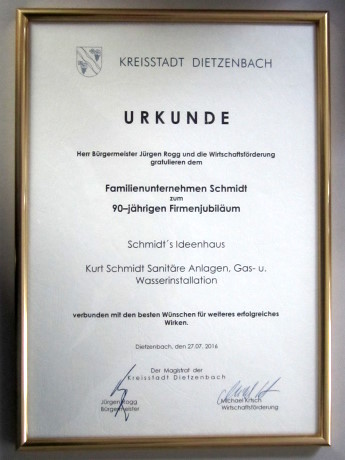 KREISSTADT DIETZENBACH
URKUNDE
Herr Bürgermeister Jürgen Rogg und die Wirtschaftsförderung
gratulieren dem
Familienunternehmen Schmidt
zum
90–jährigen Firmenjubiläum
Schmidt´s Ideenhaus
Kurt Schmidt Sanitäre Anlagen, Gas- u.
Wasserinstallation
verbunden mit den besten Wünschen für weiteres erfolgreiches
Wirken.
Dietzenbach, den 27.07. 2016
Der Magistrat der
Kreisstadt Dietzenbach
Jürgen Rogg
Bürgermeister
Michael Krtsch
Wirtschaftsförderung